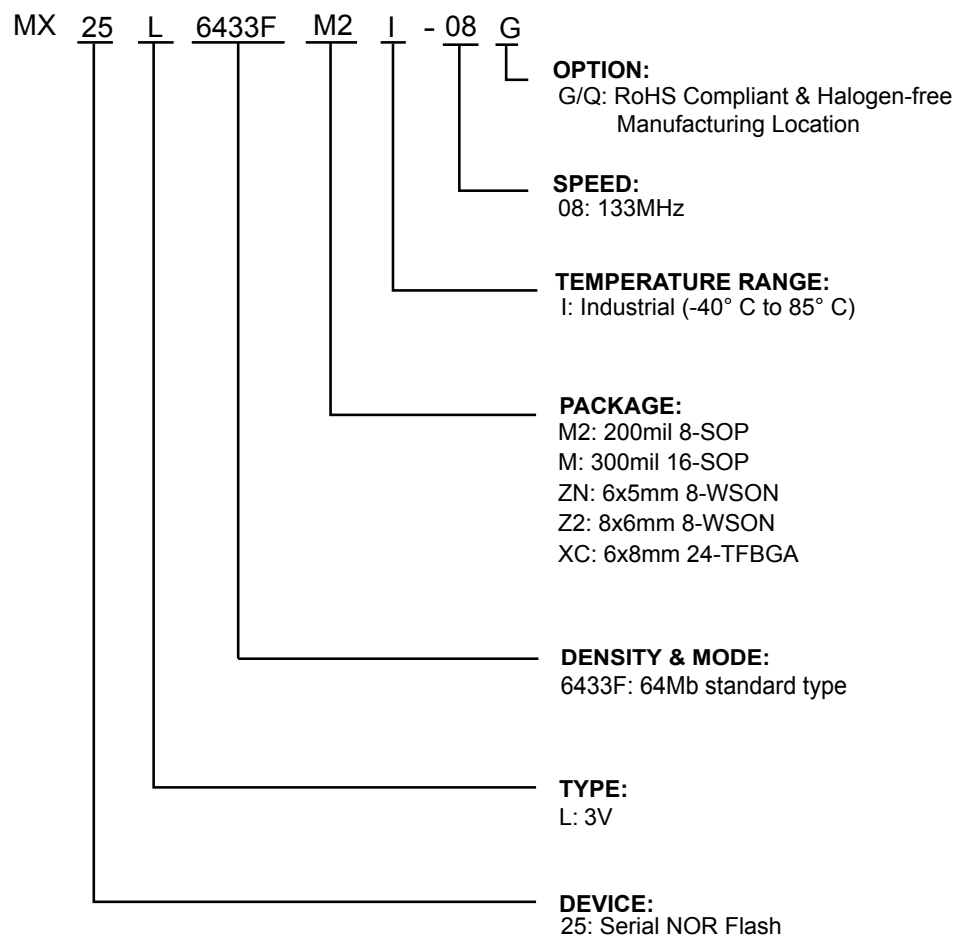 MX 25 L 6433F M2 I - 08 G
OPTION:
G/Q: RoHS Compliant & Halogen-free
Manufacturing Location
SPEED:
08: 133MHz
TEMPERATURE RANGE:
I: Industrial (-40° C to 85° C)
PACKAGE:
M2: 200mil 8-SOP
M: 300mil 16-SOP
ZN: 6x5mm 8-WSON
Z2: 8x6mm 8-WSON
XC: 6x8mm 24-TFBGA
DENSITY & MODE:
6433F: 64Mb standard type
TYPE:
L: 3V
DEVICE:
25: Serial NOR Flash